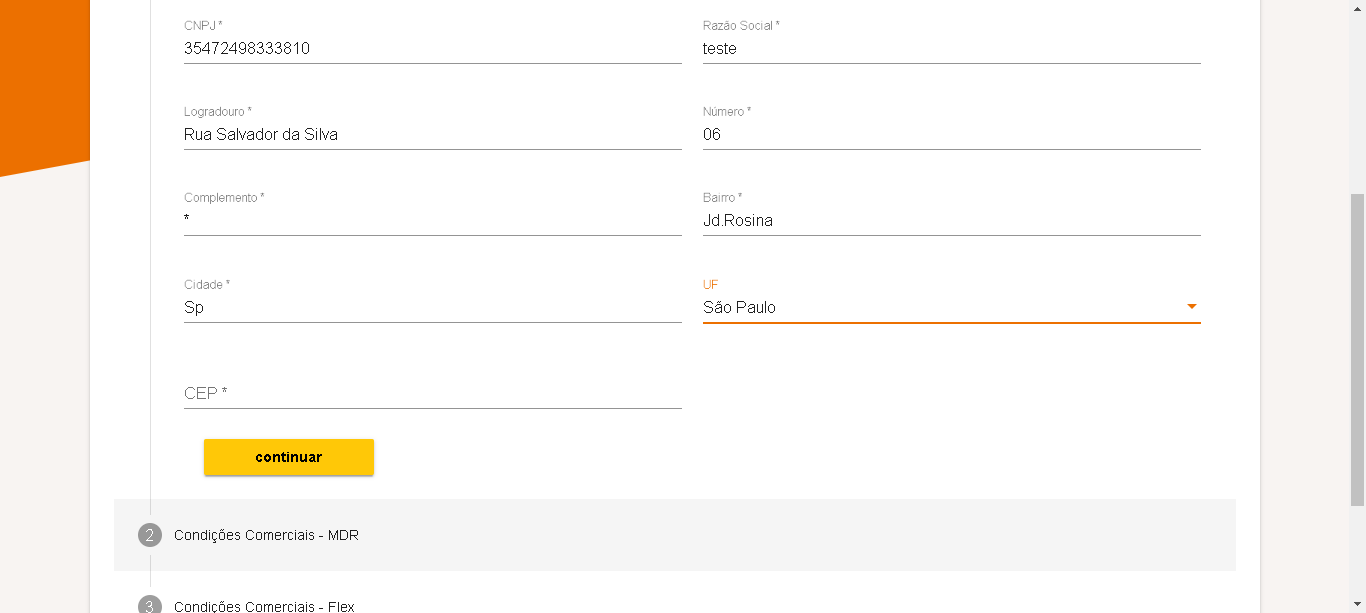 CNPJ *
Razão Social *
35472498333810
teste
Logradouro *
Número *
Rua Salvador da Silva
06
Complemento *
Bairro *
*
Jd.Rosina
Cidade *
UF
Sp
São Paulo
CEP *
continuar
2 Condições Comerciais - MDR
3 Condições Comerciais - Flex